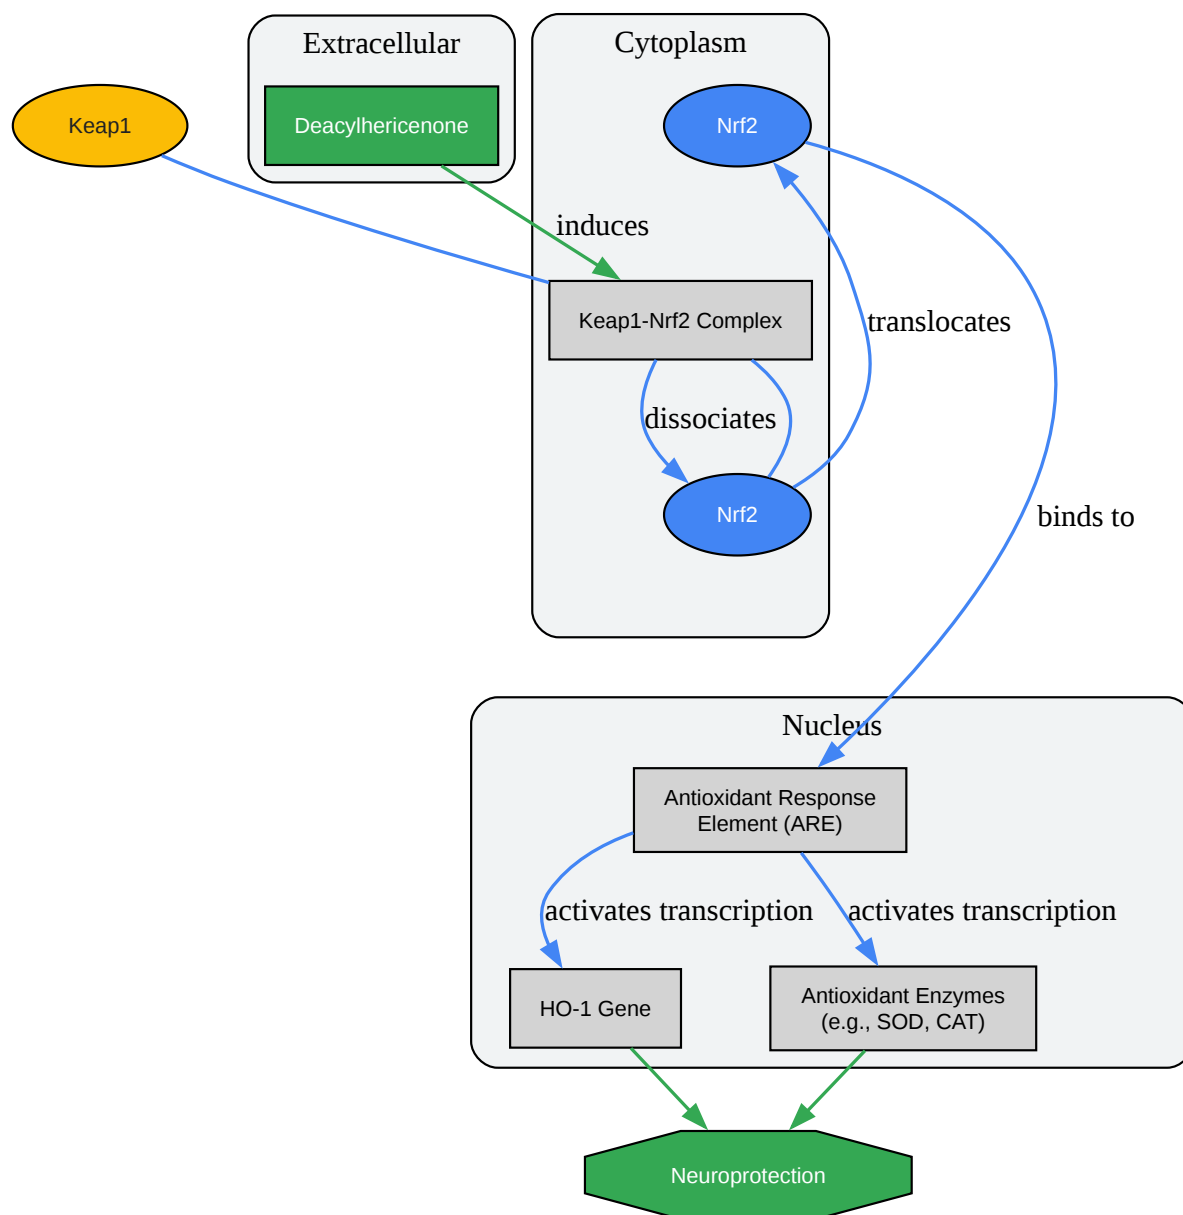 Extracellular
Cytoplasm
Keap1
Deacylhericenone
Nrf2
induces
Keap1-Nrf2 Complex
translocates
dissociates
Nrf2
binds to
Nucleus
Antioxidant Response
Element (ARE)
activates transcription
activates transcription
HO-1 Gene
Antioxidant Enzymes
(e.g., SOD, CAT)
Neuroprotection